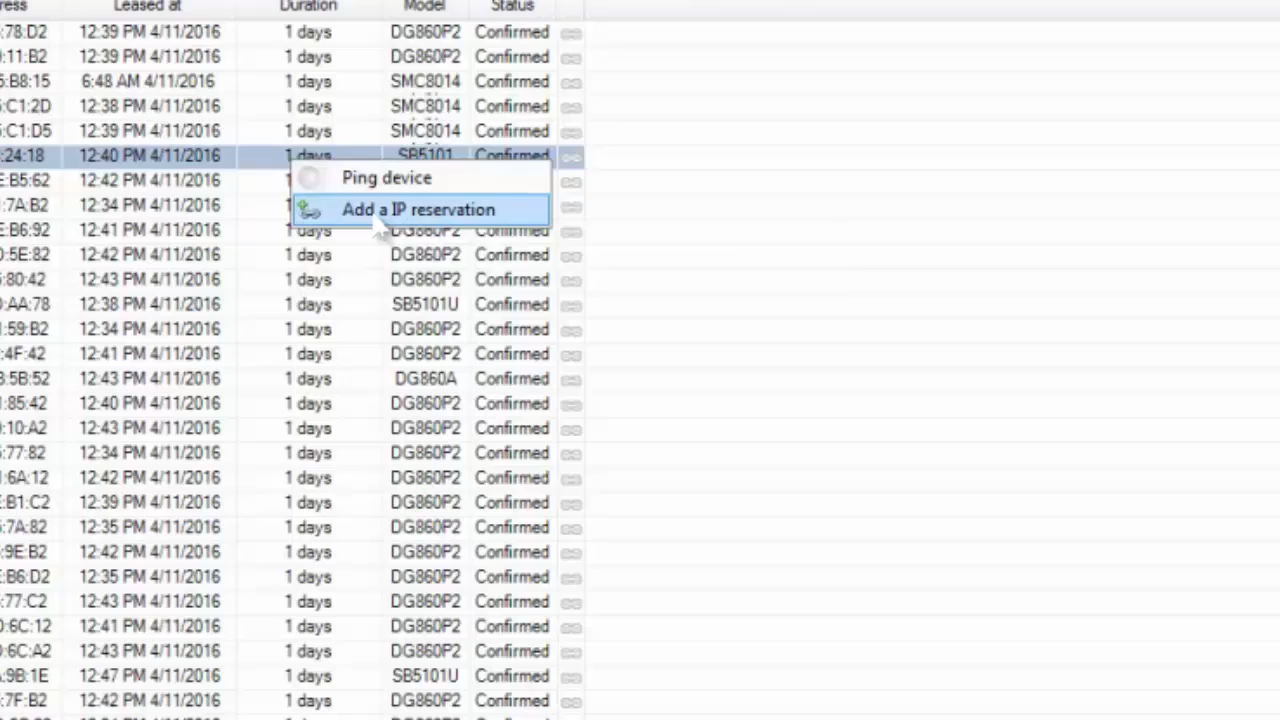 ress Leased at Duration Model Status
:78:D2 12:39 PM 4/11/2016 1 days DG860P2 Confirmed
:11:B2 12:39 PM 4/11/2016 1 days DG860P2 Confirmed
:B8:15 6:48 AM 4/11/2016 1 days SMC8014 Confirmed
:C1:2D 12:38 PM 4/11/2016 1 days SMC8014 Confirmed
:C1:D5 12:39 PM 4/11/2016 1 days SMC8014 Confirmed
:24:18 12:40 PM 4/11/2016 1 days SB5101 Confirmed
Ping device
E:B5:62 12:42 PM 4/11/2016
Add a IP reservation
:7A:B2 12:34 PM 4/11/2016
E:B6:92 12:41 PM 4/11/2016 1 days DG860P2 Confirmed
:5E:82 12:42 PM 4/11/2016 1 days DG860P2 Confirmed
:80:42 12:43 PM 4/11/2016 1 days DG860P2 Confirmed
:AA:78 12:38 PM 4/11/2016 1 days SB5101U Confirmed
:59:B2 12:34 PM 4/11/2016 1 days DG860P2 Confirmed
:4F:42 12:41 PM 4/11/2016 1 days DG860P2 Confirmed
:5B:52 12:43 PM 4/11/2016 1 days DG860A Confirmed
:85:42 12:40 PM 4/11/2016 1 days DG860P2 Confirmed
:10:A2 12:43 PM 4/11/2016 1 days DG860P2 Confirmed
:77:82 12:34 PM 4/11/2016 1 days DG860P2 Confirmed
:6A:12 12:42 PM 4/11/2016 1 days DG860P2 Confirmed
:B1:C2 12:39 PM 4/11/2016 1 days DG860P2 Confirmed
:7A:82 12:35 PM 4/11/2016 1 days DG860P2 Confirmed
:9E:B2 12:42 PM 4/11/2016 1 days DG860P2 Confirmed
:B6:D2 12:35 PM 4/11/2016 1 days DG860P2 Confirmed
:77:C2 12:43 PM 4/11/2016 1 days DG860P2 Confirmed
:6C:12 12:41 PM 4/11/2016 1 days DG860P2 Confirmed
:6C:A2 12:43 PM 4/11/2016 1 days DG860P2 Confirmed
:9B:1E 12:47 PM 4/11/2016 1 days SB5101U Confirmed
:7F:B2 12:42 PM 4/11/2016 1 days DG860P2 Confirmed